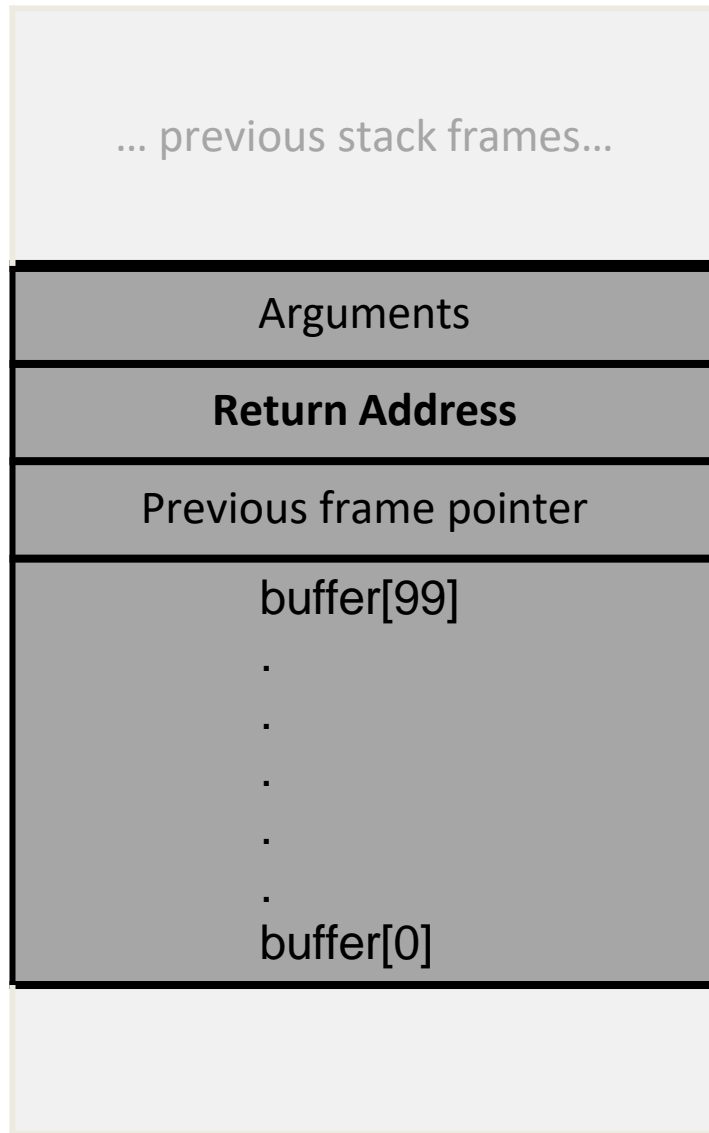 ... previous stack frames...
Arguments
Return Address
Previous frame pointer
buffer[99]
.
.
.
.
.
buffer[0]